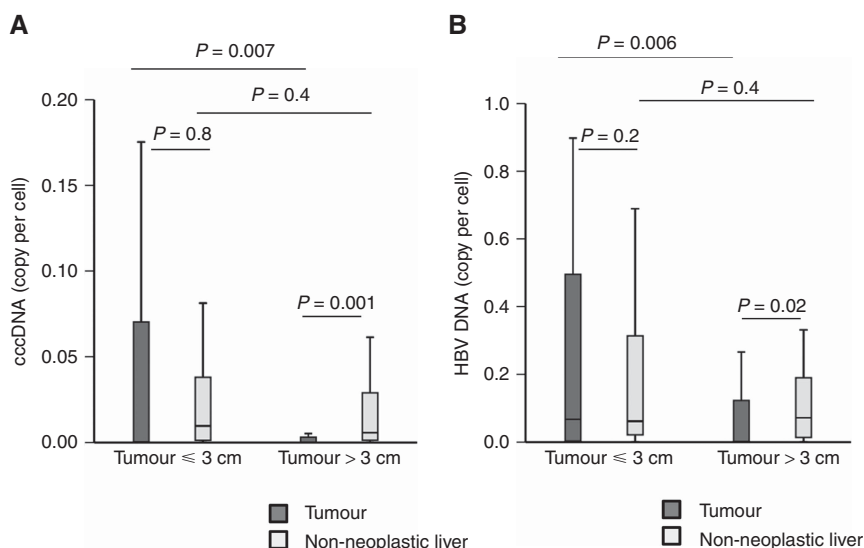 A
P = 0.007
P = 0.4
P = 0.8
P = 0.001
cccDNA (copy per cell)
0.20
0.15
0.10
0.05
0.00
Tumour ⩽ 3 cm
Tumour > 3 cm
Tumour
Non-neoplastic liver
B
P = 0.006
P = 0.4
P = 0.2
P = 0.02
HBV DNA (copy per cell)
1.0
0.8
0.6
0.4
0.2
0.0
Tumour ⩽ 3 cm
Tumour > 3 cm
Tumour
Non-neoplastic liver